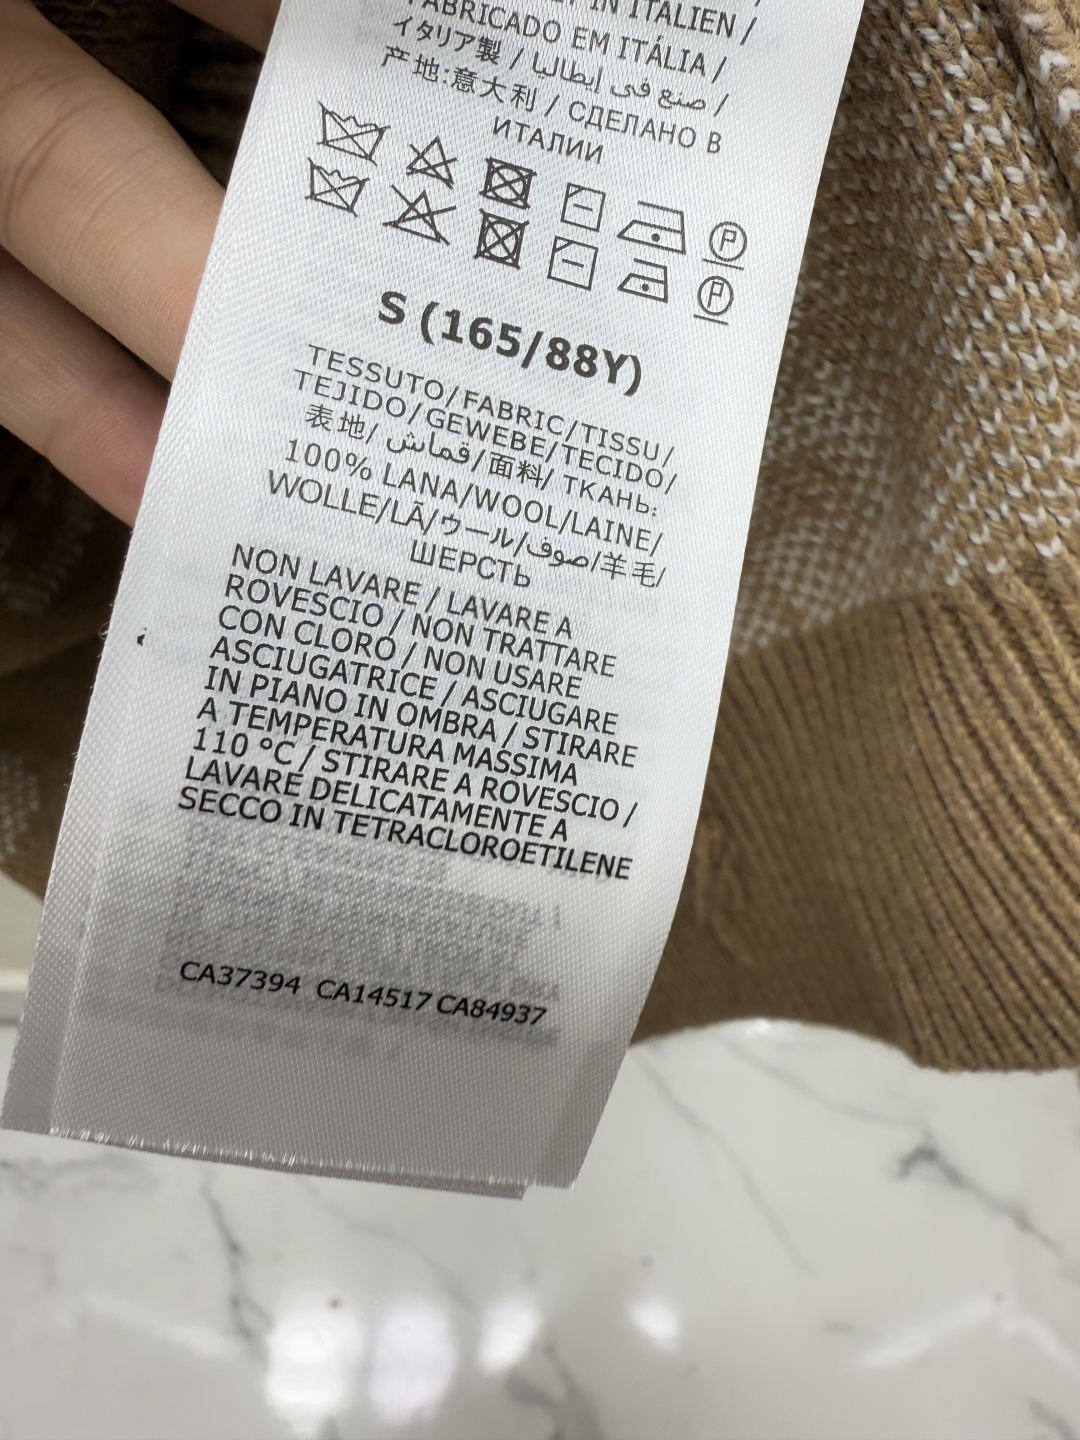 IN ITALIEN /
FABRICADO EM ITÁLIA /
イタリア製 / صنع في إيطاليا /
产地:意大利 / СДЕЛАНО В
ИТАЛИИ
P
P
S (165/88Y)
TESSUTO/FABRIC/TISSU/
TEJIDO/GEWEBE/TECIDO/
表地/ قماش/面料/ ТКАНЬ:
100% LANA/WOOL/LAINE/
WOLLE/LÃ/ウール/صوف/羊毛/
ШЕРСТЬ
NON LAVARE / LAVARE A
ROVESCIO / NON TRATTARE
CON CLORO / NON USARE
ASCIUGATRICE / ASCIUGARE
IN PIANO IN OMBRA / STIRARE
A TEMPERATURA MASSIMA
110 °C / STIRARE A ROVESCIO /
LAVARE DELICATAMENTE A
SECCO IN TETRACLOROETILENE
CA37394 CA14517 CA84937